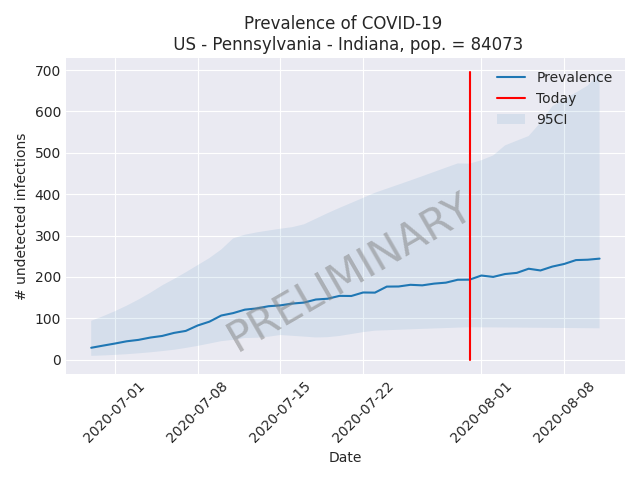 Prevalence of COVID-19
US - Pennsylvania - Indiana, pop. = 84073
700
600
500
400
300
200
100
0
# undetected infections
Prevalence
Today
95CI
PRELIMINARY
2020-07-01
2020-07-08
2020-07-15
2020-07-22
2020-08-01
2020-08-08
Date